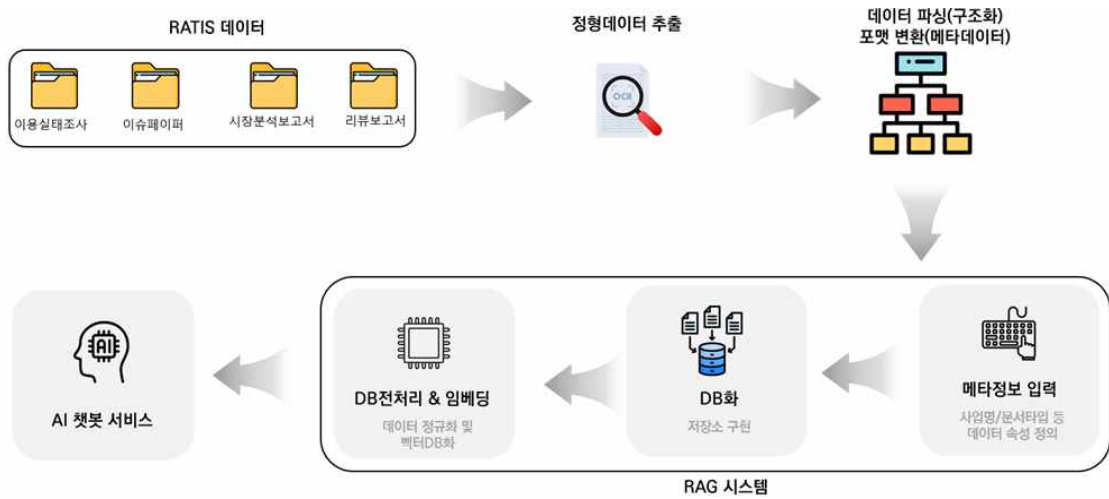 RATIS 데이터
이용실태조사
이슈페이퍼
시장분석보고서
리뷰보고서
정형데이터 추출
OCR
데이터 파싱(구조화)
포맷 변환(메타데이터)
메타정보 입력
사업명/문서타입 등
데이터 속성 정의
DB화
저장소 구현
DB전처리 & 임베딩
데이터 정규화 및
벡터DB화
RAG 시스템
AI
AI 챗봇 서비스